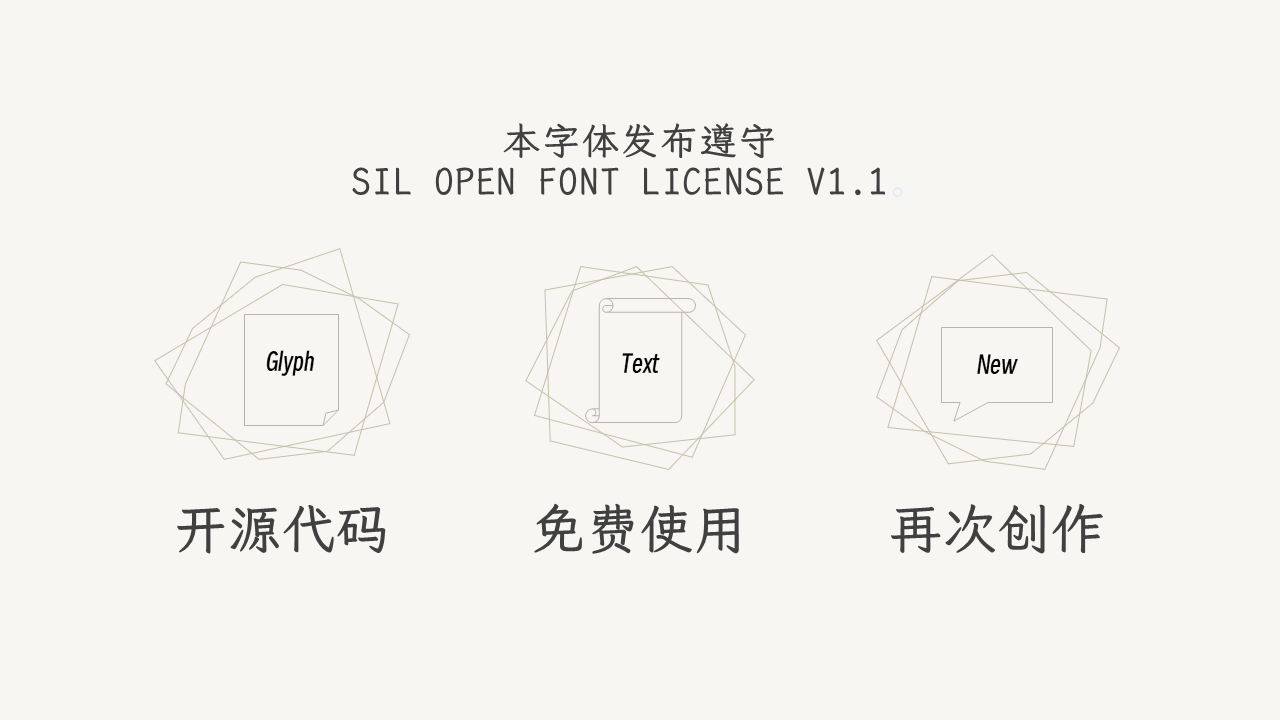 本字体发布遵守
SIL OPEN FONT LICENSE V1.1。
Glyph
Text
New
开源代码
免费使用
再次创作